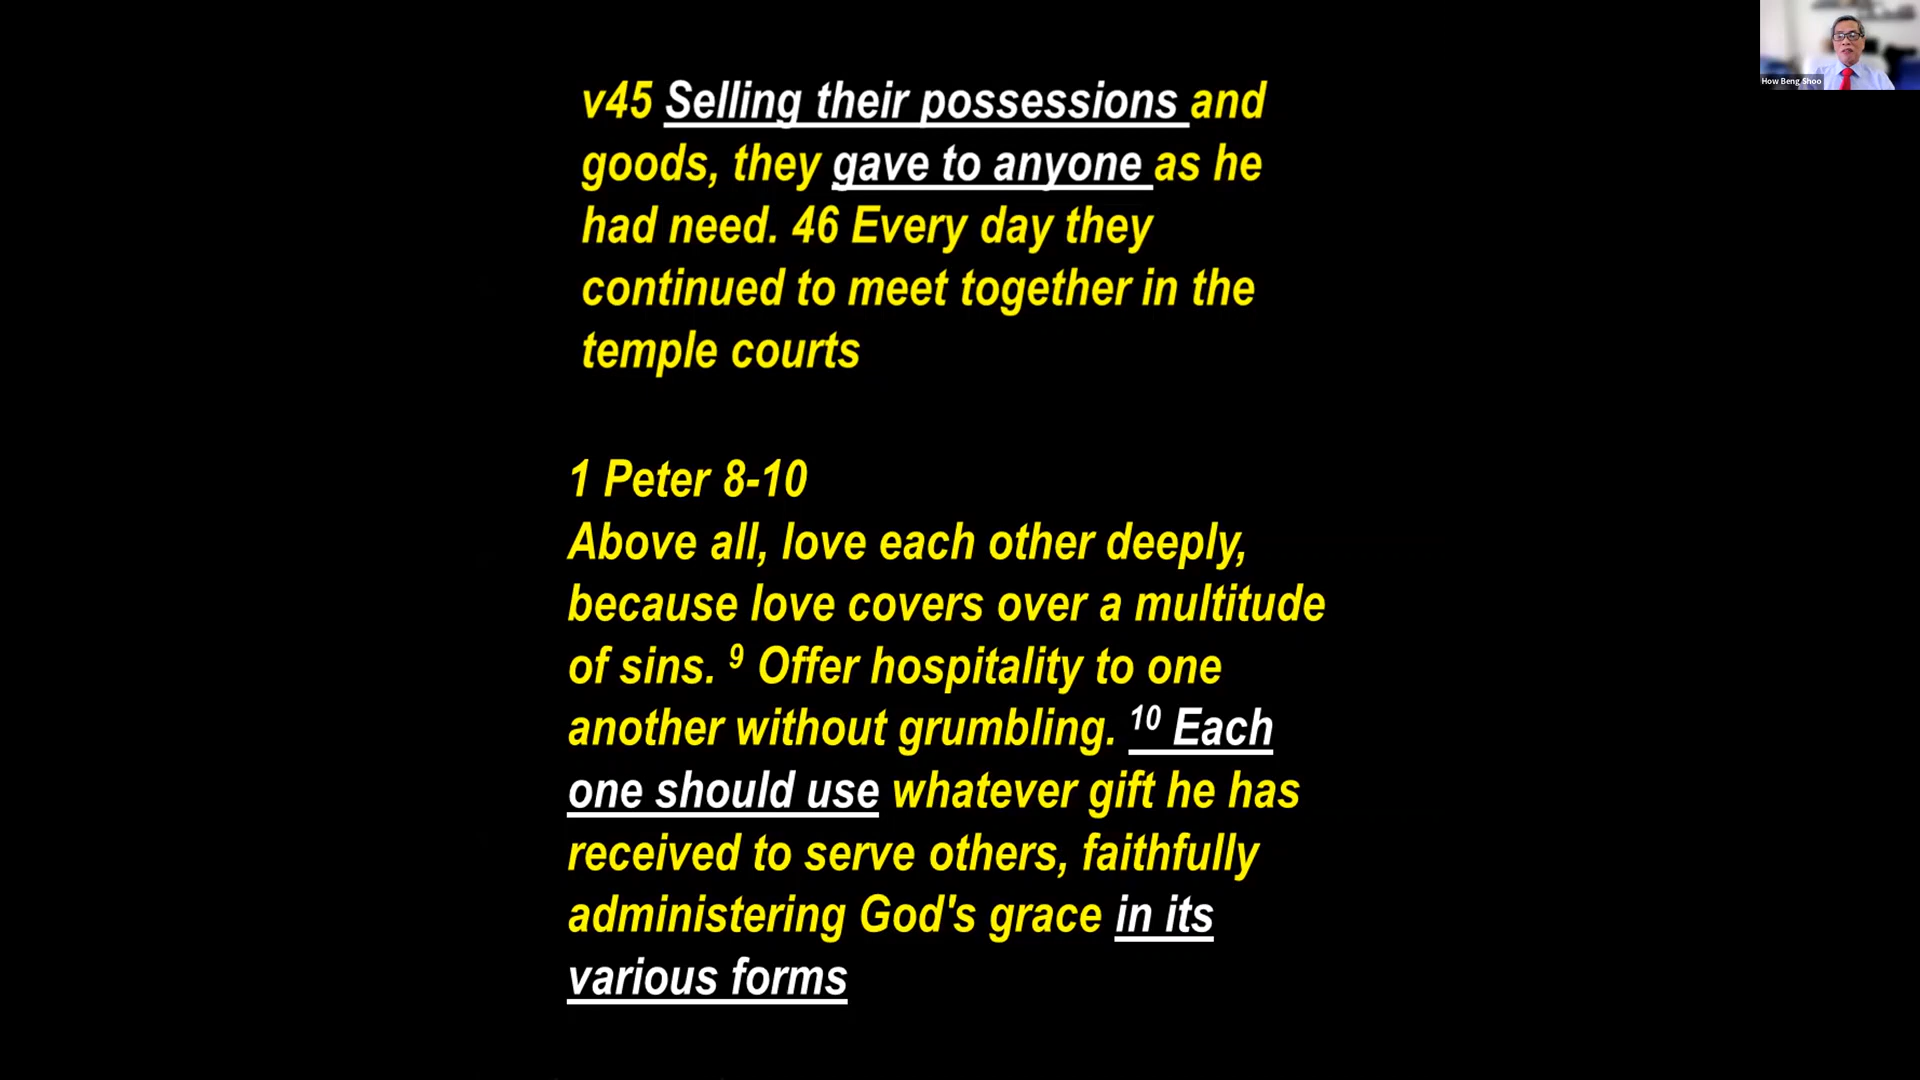 v45 Selling their possessions and
goods, they gave to anyone as he
had need. 46 Every day they
continued to meet together in the
temple courts
1 Peter 8-10
Above all, love each other deeply,
because love covers over a multitude
of sins. ⁹ Offer hospitality to one
another without grumbling. ¹⁰ Each
one should use whatever gift he has
received to serve others, faithfully
administering God's grace in its
various forms
How Beng Shoo